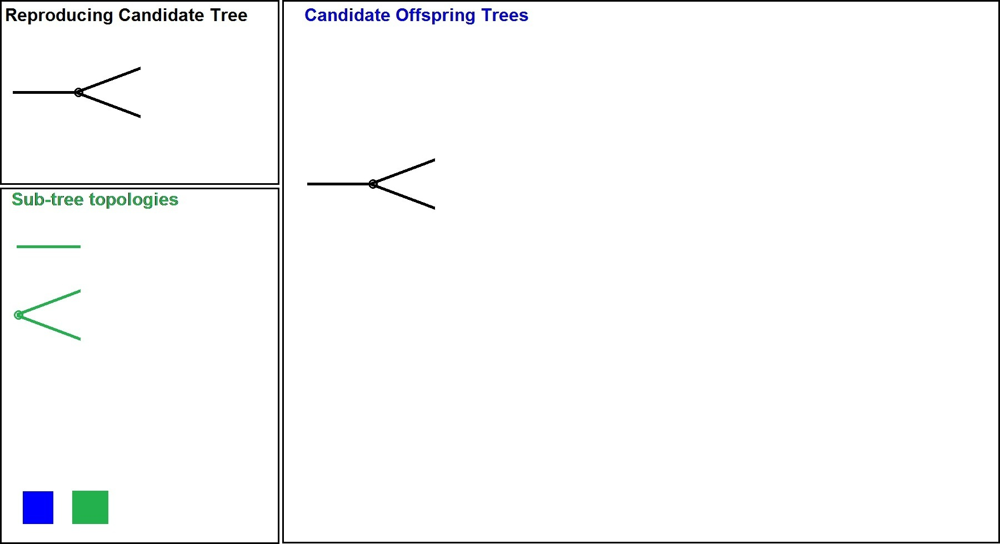 Reproducing Candidate Tree
Candidate Offspring Trees
Sub-tree topologies